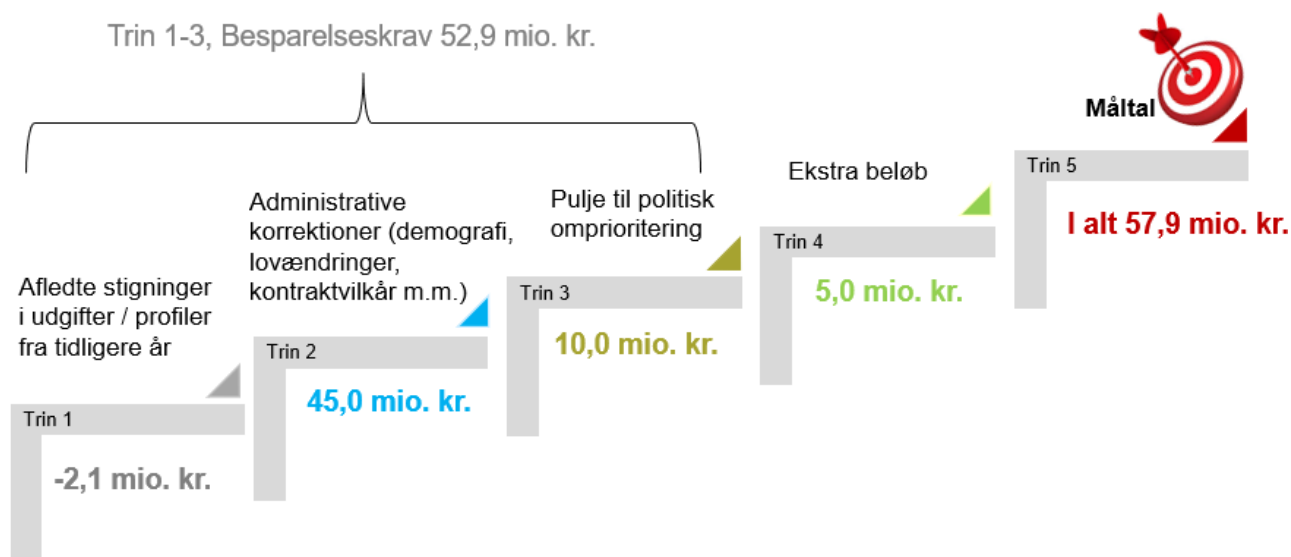 Trin 1-3, Besparelseskrav 52,9 mio. kr.
Afledte stigninger
i udgifter / profiler
fra tidligere år
Trin 1
-2,1 mio. kr.
Administrative
korrektioner (demografi,
lovændringer,
kontraktvilkår m.m.)
Trin 2
45,0 mio. kr.
Pulje til politisk
omprioritering
Trin 3
10,0 mio. kr.
Ekstra beløb
Trin 4
5,0 mio. kr.
Måltal
Trin 5
I alt 57,9 mio. kr.